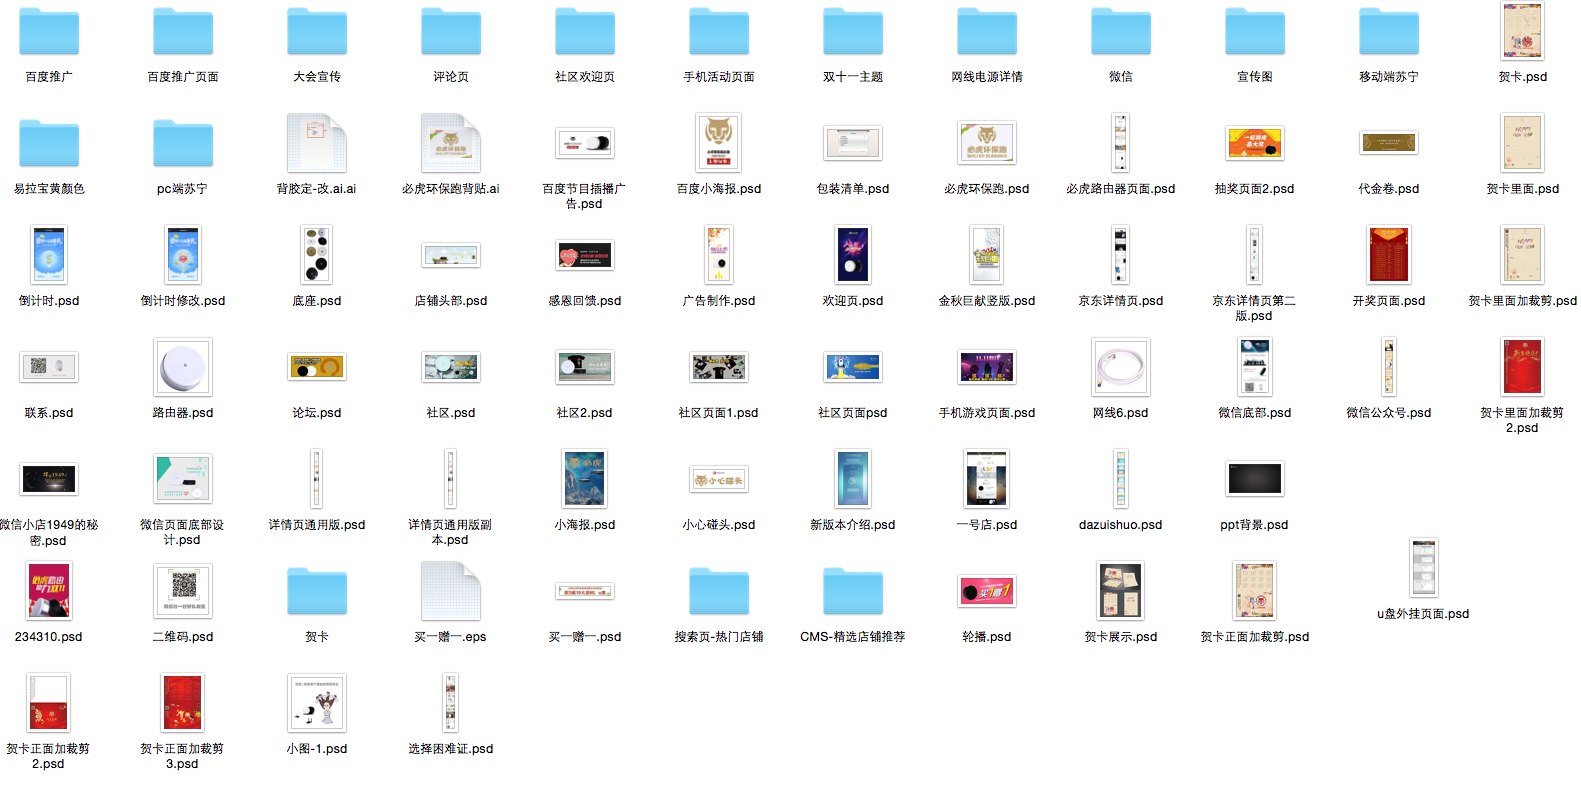 百度推广
百度推广页面
大会宣传
评论页
社区欢迎页
手机活动页面
双十一主题
网线电源详情
微信
宣传图
移动端苏宁
贺卡.psd
易拉宝黄颜色
pc端苏宁
背胶定-改.ai.ai
必虎环保跑背贴.ai
百度节目插播广
告.psd
百度小海报.psd
包装清单.psd
必虎环保跑.psd
必虎路由器页面.psd
抽奖页面2.psd
代金卷.psd
贺卡里面.psd
倒计时.psd
倒计时修改.psd
底座.psd
店铺头部.psd
感恩回馈.psd
广告制作.psd
欢迎页.psd
金秋巨献竖版.psd
京东详情页.psd
京东详情页第二
版.psd
开奖页面.psd
贺卡里面加裁剪.psd
联系.psd
路由器.psd
论坛.psd
社区.psd
社区2.psd
社区页面1.psd
社区页面psd
手机游戏页面.psd
网线6.psd
微信底部.psd
微信公众号.psd
贺卡里面加裁剪
2.psd
微信小店1949的秘
密.psd
微信页面底部设
计.psd
详情页通用版.psd
详情页通用版副
本.psd
小海报.psd
小心碰头.psd
新版本介绍.psd
一号店.psd
dazuishuo.psd
ppt背景.psd
234310.psd
二维码.psd
贺卡
买一赠一.eps
买一赠一.psd
搜索页-热门店铺
CMS-精选店铺推荐
轮播.psd
贺卡展示.psd
贺卡正面加裁剪.psd
u盘外挂页面.psd
贺卡正面加裁剪
2.psd
贺卡正面加裁剪
3.psd
小图-1.psd
选择困难证.psd